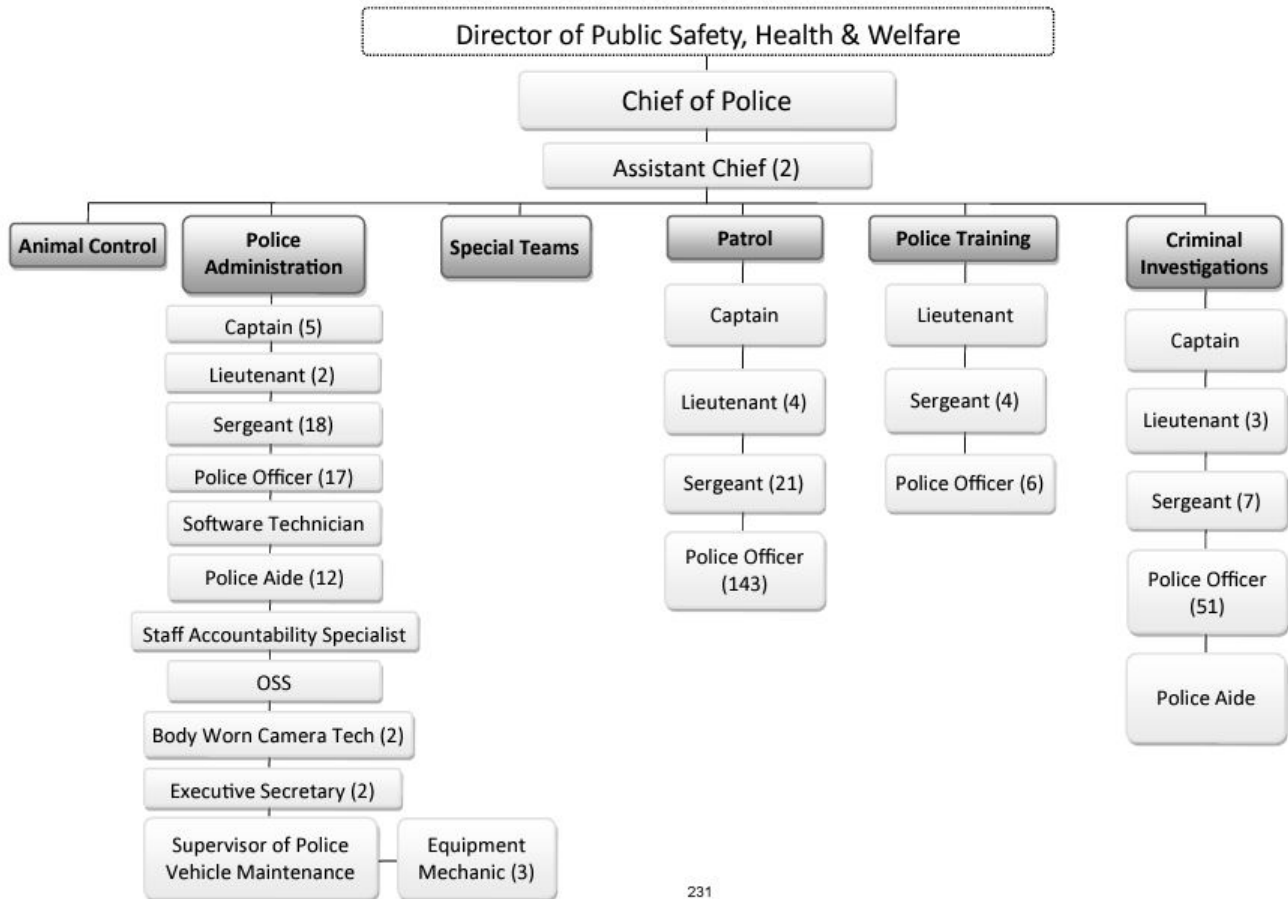 Director of Public Safety, Health & Welfare
Chief of Police
Assistant Chief (2)
Animal Control
Police
Administration
Captain (5)
Lieutenant (2)
Sergeant (18)
Police Officer (17)
Software Technician
Police Aide (12)
Staff Accountability Specialist
OSS
Body Worn Camera Tech (2)
Executive Secretary (2)
Supervisor of Police
Vehicle Maintenance
Equipment
Mechanic (3)
Special Teams
Patrol
Captain
Lieutenant (4)
Sergeant (21)
Police Officer
(143)
Police Training
Lieutenant
Sergeant (4)
Police Officer (6)
Criminal
Investigations
Captain
Lieutenant (3)
Sergeant (7)
Police Officer
(51)
Police Aide
231